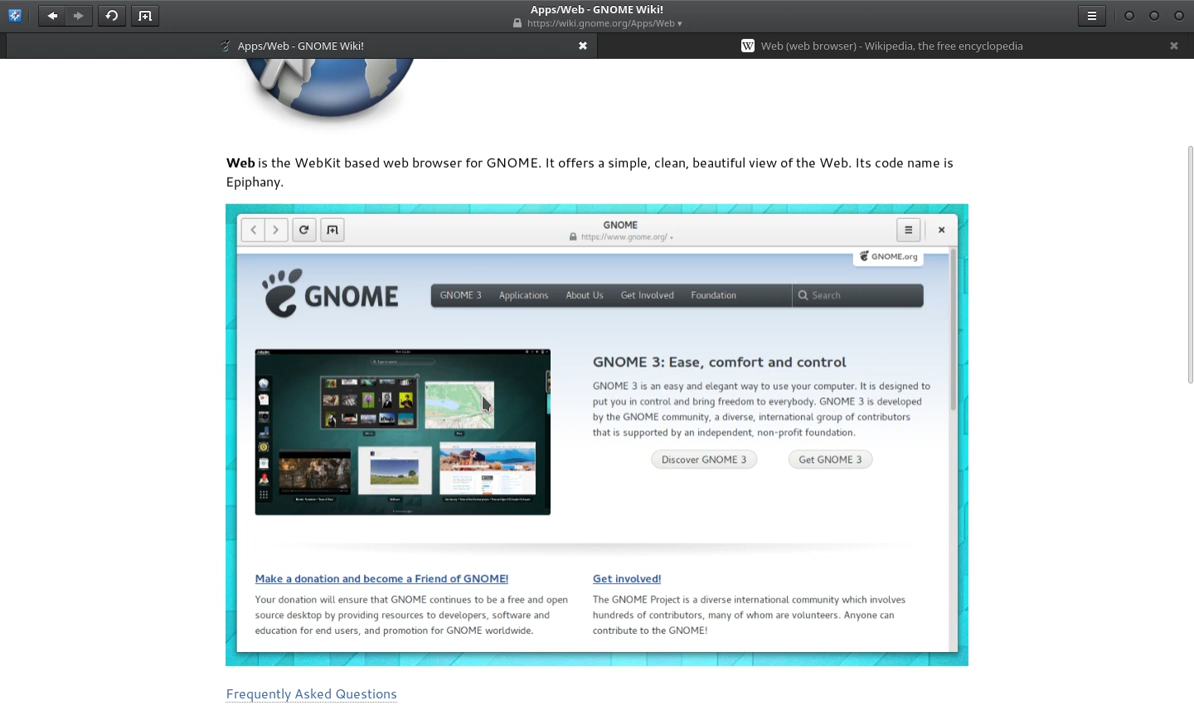 Apps/Web - GNOME Wiki!
https://wiki.gnome.org/Apps/Web
Apps/Web - GNOME Wiki!
W Web (web browser) - Wikipedia, the free encyclopedia
Web is the WebKit based web browser for GNOME. It offers a simple, clean, beautiful view of the Web. Its code name is
Epiphany.
GNOME
https://www.gnome.org/
GNOME.org
GNOME
GNOME 3 Applications About Us Get Involved Foundation Search
GNOME 3: Ease, comfort and control
GNOME 3 is an easy and elegant way to use your computer. It is designed to
put you in control and bring freedom to everybody. GNOME 3 is developed
by the GNOME community, a diverse, international group of contributors
that is supported by an independent, non-profit foundation.
Discover GNOME 3 Get GNOME 3
Make a donation and become a Friend of GNOME!
Your donation will ensure that GNOME continues to be a free and open
source desktop by providing resources to developers, software and
education for end users, and promotion for GNOME worldwide.
Get involved!
The GNOME Project is a diverse international community which involves
hundreds of contributors, many of whom are volunteers. Anyone can
contribute to the GNOME!
Frequently Asked Questions